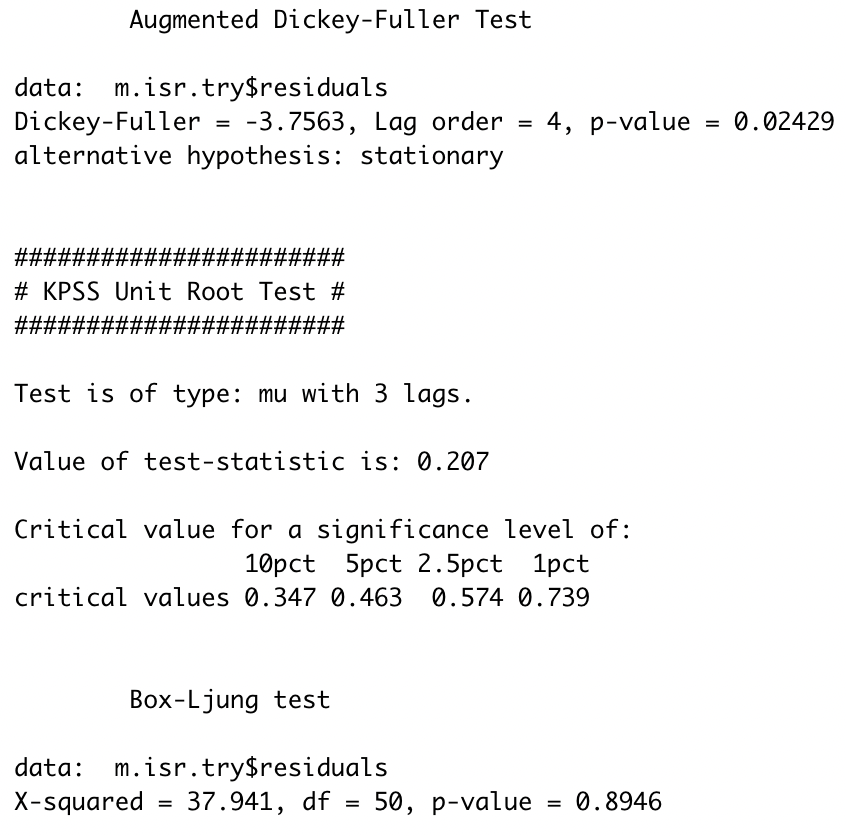 Augmented Dickey-Fuller Test
data:  m.isr.try$residuals
Dickey-Fuller = -3.7563, Lag order = 4, p-value = 0.02429
alternative hypothesis: stationary
#######################
# KPSS Unit Root Test #
#######################
Test is of type: mu with 3 lags.
Value of test-statistic is: 0.207
Critical value for a significance level of:
                10pct  5pct 2.5pct  1pct
critical values 0.347 0.463  0.574 0.739
Box-Ljung test
data:  m.isr.try$residuals
X-squared = 37.941, df = 50, p-value = 0.8946